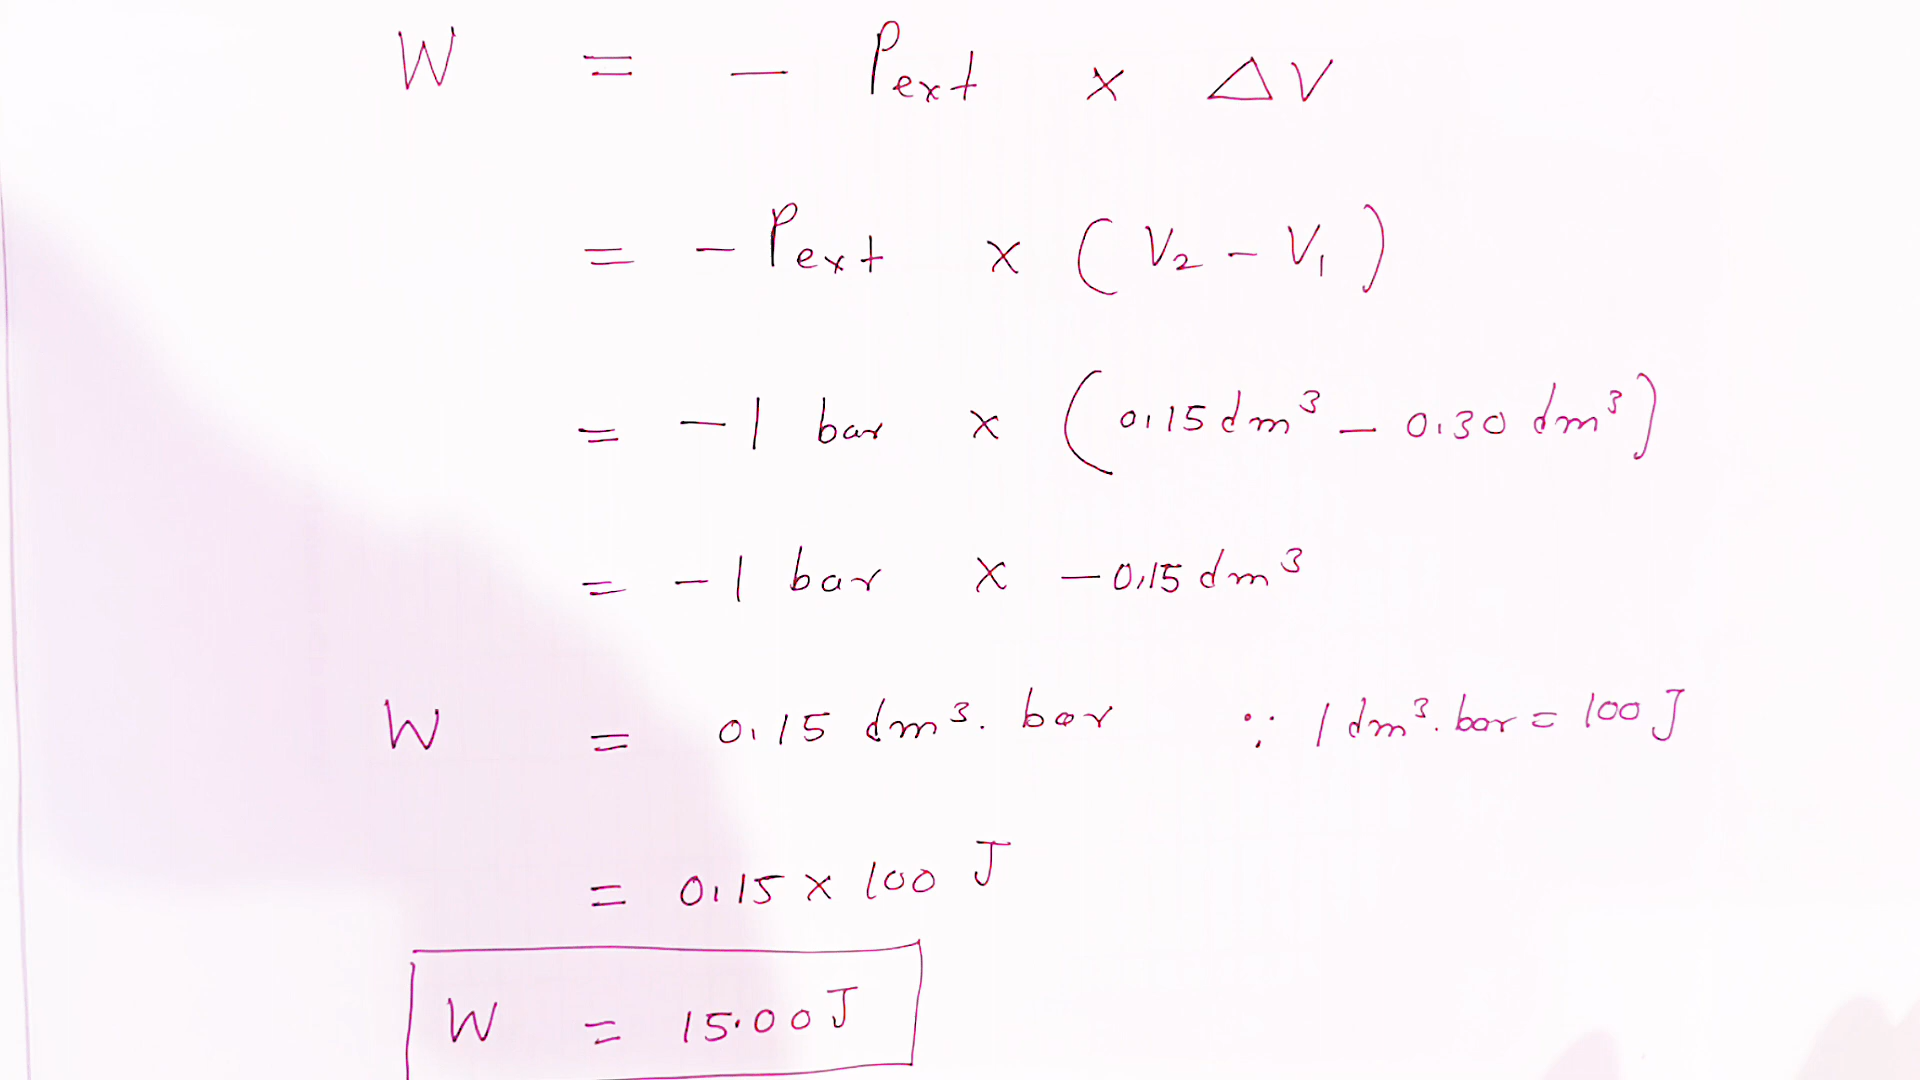 W = - Pext × ΔV
= - Pext × (V₂ - V₁)
= -1 bar × (0.15 dm³ - 0.30 dm³)
= -1 bar × -0.15 dm³
W = 0.15 dm³. bar ∵ 1 dm³. bar = 100 J
= 0.15 × 100 J
W = 15.00 J